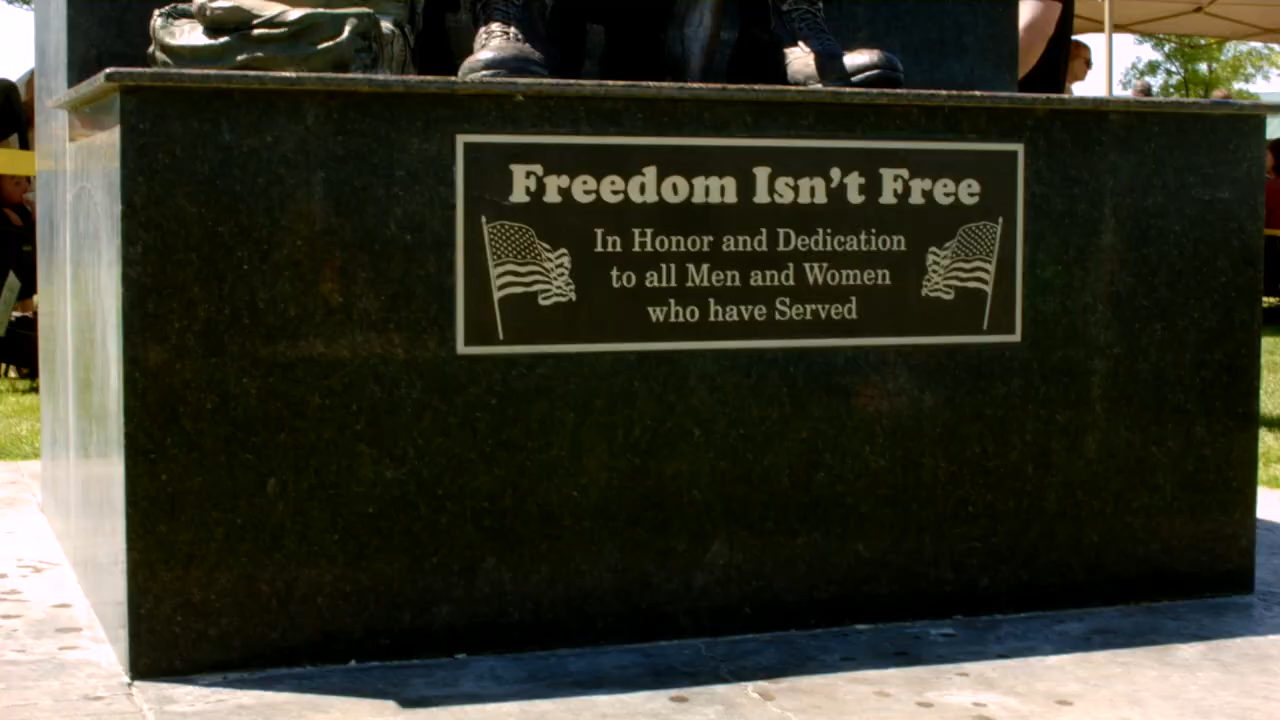 Freedom Isn't Free
In Honor and Dedication
to all Men and Women
who have Served